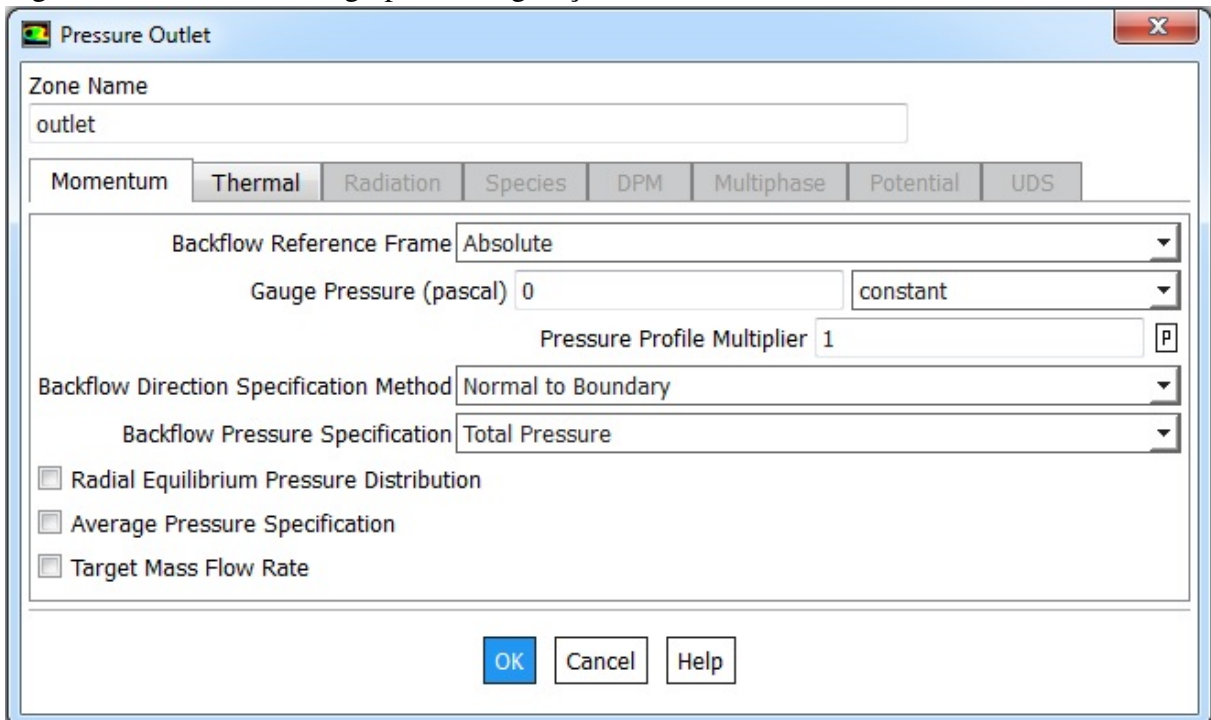 Pressure Outlet
Zone Name
outlet
Momentum Thermal Radiation Species DPM Multiphase Potential UDS
Backflow Reference Frame Absolute
Gauge Pressure (pascal) 0 constant
Pressure Profile Multiplier 1 P
Backflow Direction Specification Method Normal to Boundary
Backflow Pressure Specification Total Pressure
Radial Equilibrium Pressure Distribution
Average Pressure Specification
Target Mass Flow Rate
OK Cancel Help